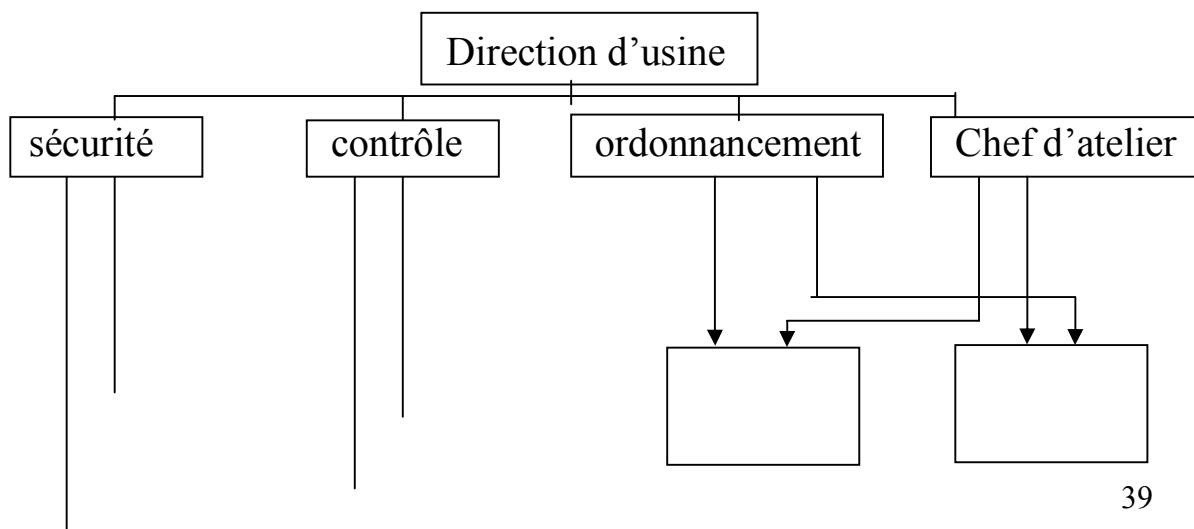 Direction d’usine
sécurité
contrôle
ordonnancement
Chef d’atelier
39